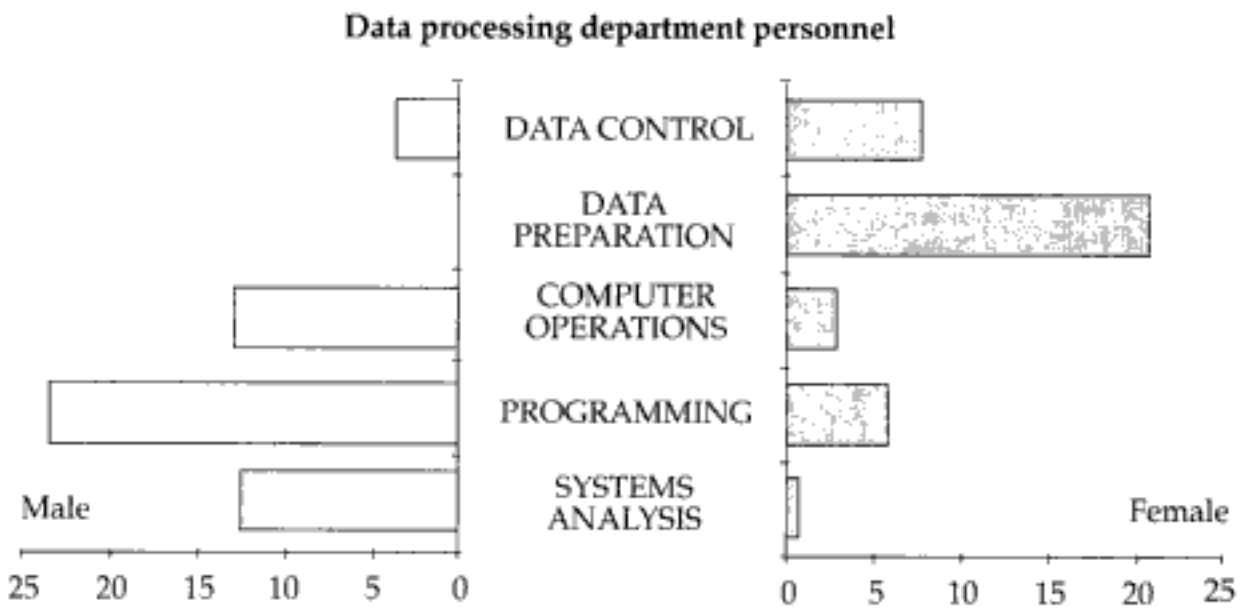 Data processing department personnel
DATA CONTROL
DATA
PREPARATION
COMPUTER
OPERATIONS
PROGRAMMING
SYSTEMS
ANALYSIS
Male
Female
25 20 15 10 5 0
0 5 10 15 20 25